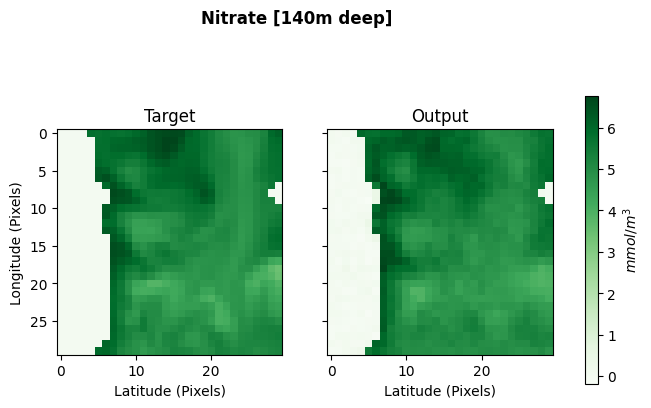 Nitrate [140m deep]
Target
Output
0
5
10
15
20
25
Longitude (Pixels)
0
10
20
Latitude (Pixels)
0
10
20
Latitude (Pixels)
6
5
4
3
2
1
0
mmol/m³